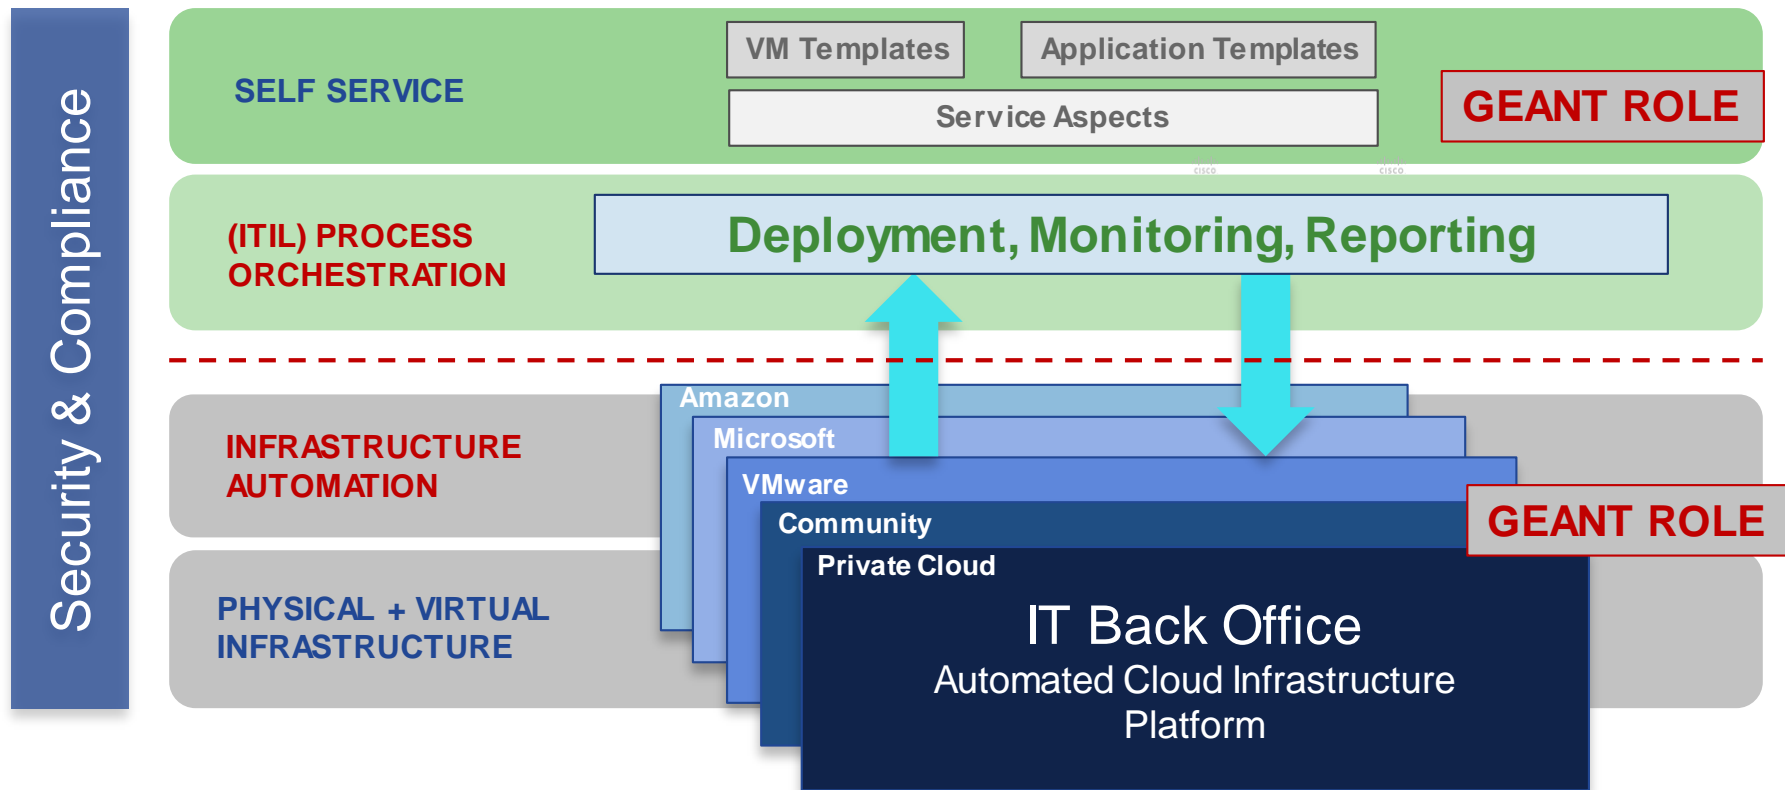 Security & Compliance
SELF SERVICE
VM Templates
Application Templates
Service Aspects
GEANT ROLE
cisco
cisco
(ITIL) PROCESS
ORCHESTRATION
Deployment, Monitoring, Reporting
INFRASTRUCTURE
AUTOMATION
Amazon
Microsoft
VMware
Community
Private Cloud
GEANT ROLE
PHYSICAL + VIRTUAL
INFRASTRUCTURE
IT Back Office
Automated Cloud Infrastructure
Platform